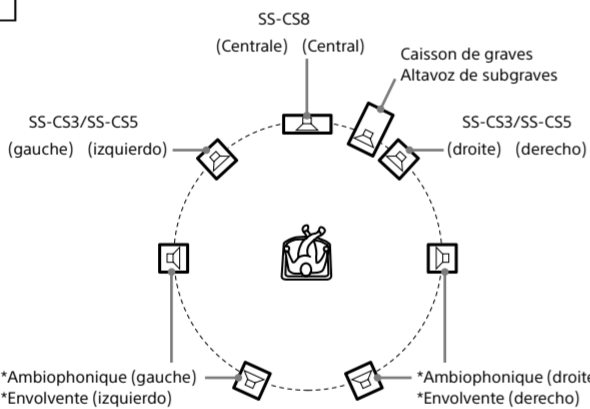 SS-CS8
(Centrale) (Central)
Caisson de graves
Altavoz de subgraves
SS-CS3/SS-CS5
(gauche) (izquierdo)
SS-CS3/SS-CS5
(droite) (derecho)
*Ambiophonique (gauche)
*Envolvente (izquierdo)
*Ambiophonique (droite
*Envolvente (derecho)